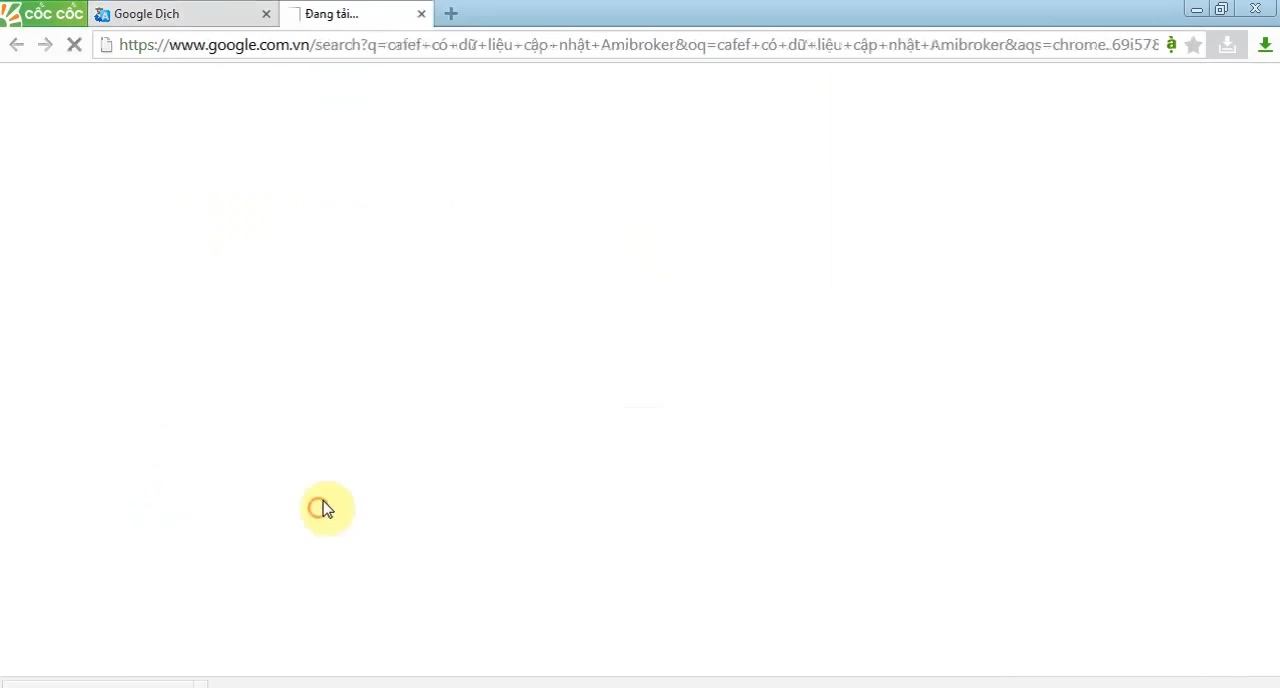 cốc cốc
Google Dịch
Đang tải...
https://www.google.com.vn/search?q=cafef+có+dữ+liệu+cập+nhật+Amibroker&oq=cafef+có+dữ+liệu+cập+nhật+Amibroker&aqs=chrome..69i578
ặ